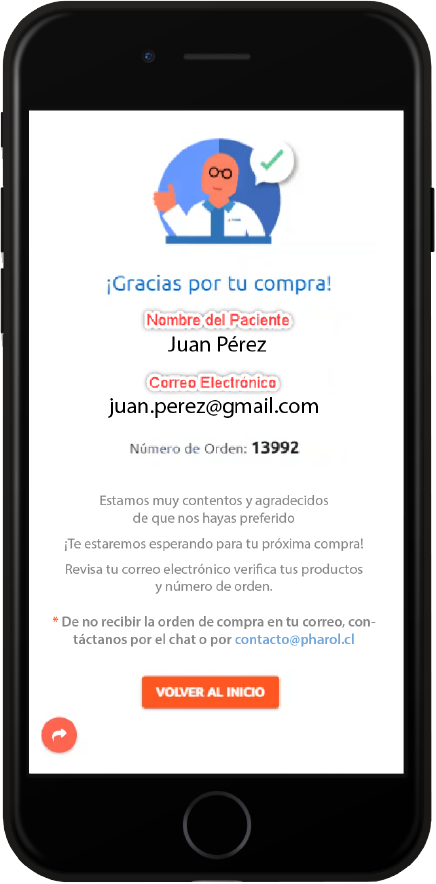 ¡Gracias por tu compra!
Nombre del Paciente
Juan Pérez
Correo Electrónico
juan.perez@gmail.com
Número de Orden: 13992
Estamos muy contentos y agradecidos
de que nos hayas preferido
¡Te estaremos esperando para tu próxima compra!
Revisa tu correo electrónico verifica tus productos
y número de orden.
* De no recibir la orden de compra en tu correo, con-
táctanos por el chat o por contacto@pharol.cl
VOLVER AL INICIO